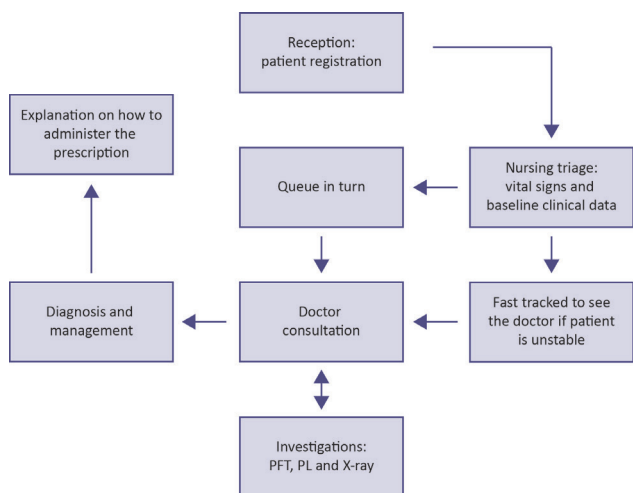 Reception:
patient registration
Explanation on how to
administer the
prescription
Queue in turn
Nursing triage:
vital signs and
baseline clinical data
Diagnosis and
management
Doctor
consultation
Fast tracked to see
the doctor if patient
is unstable
Investigations:
PFT, PL and X-ray